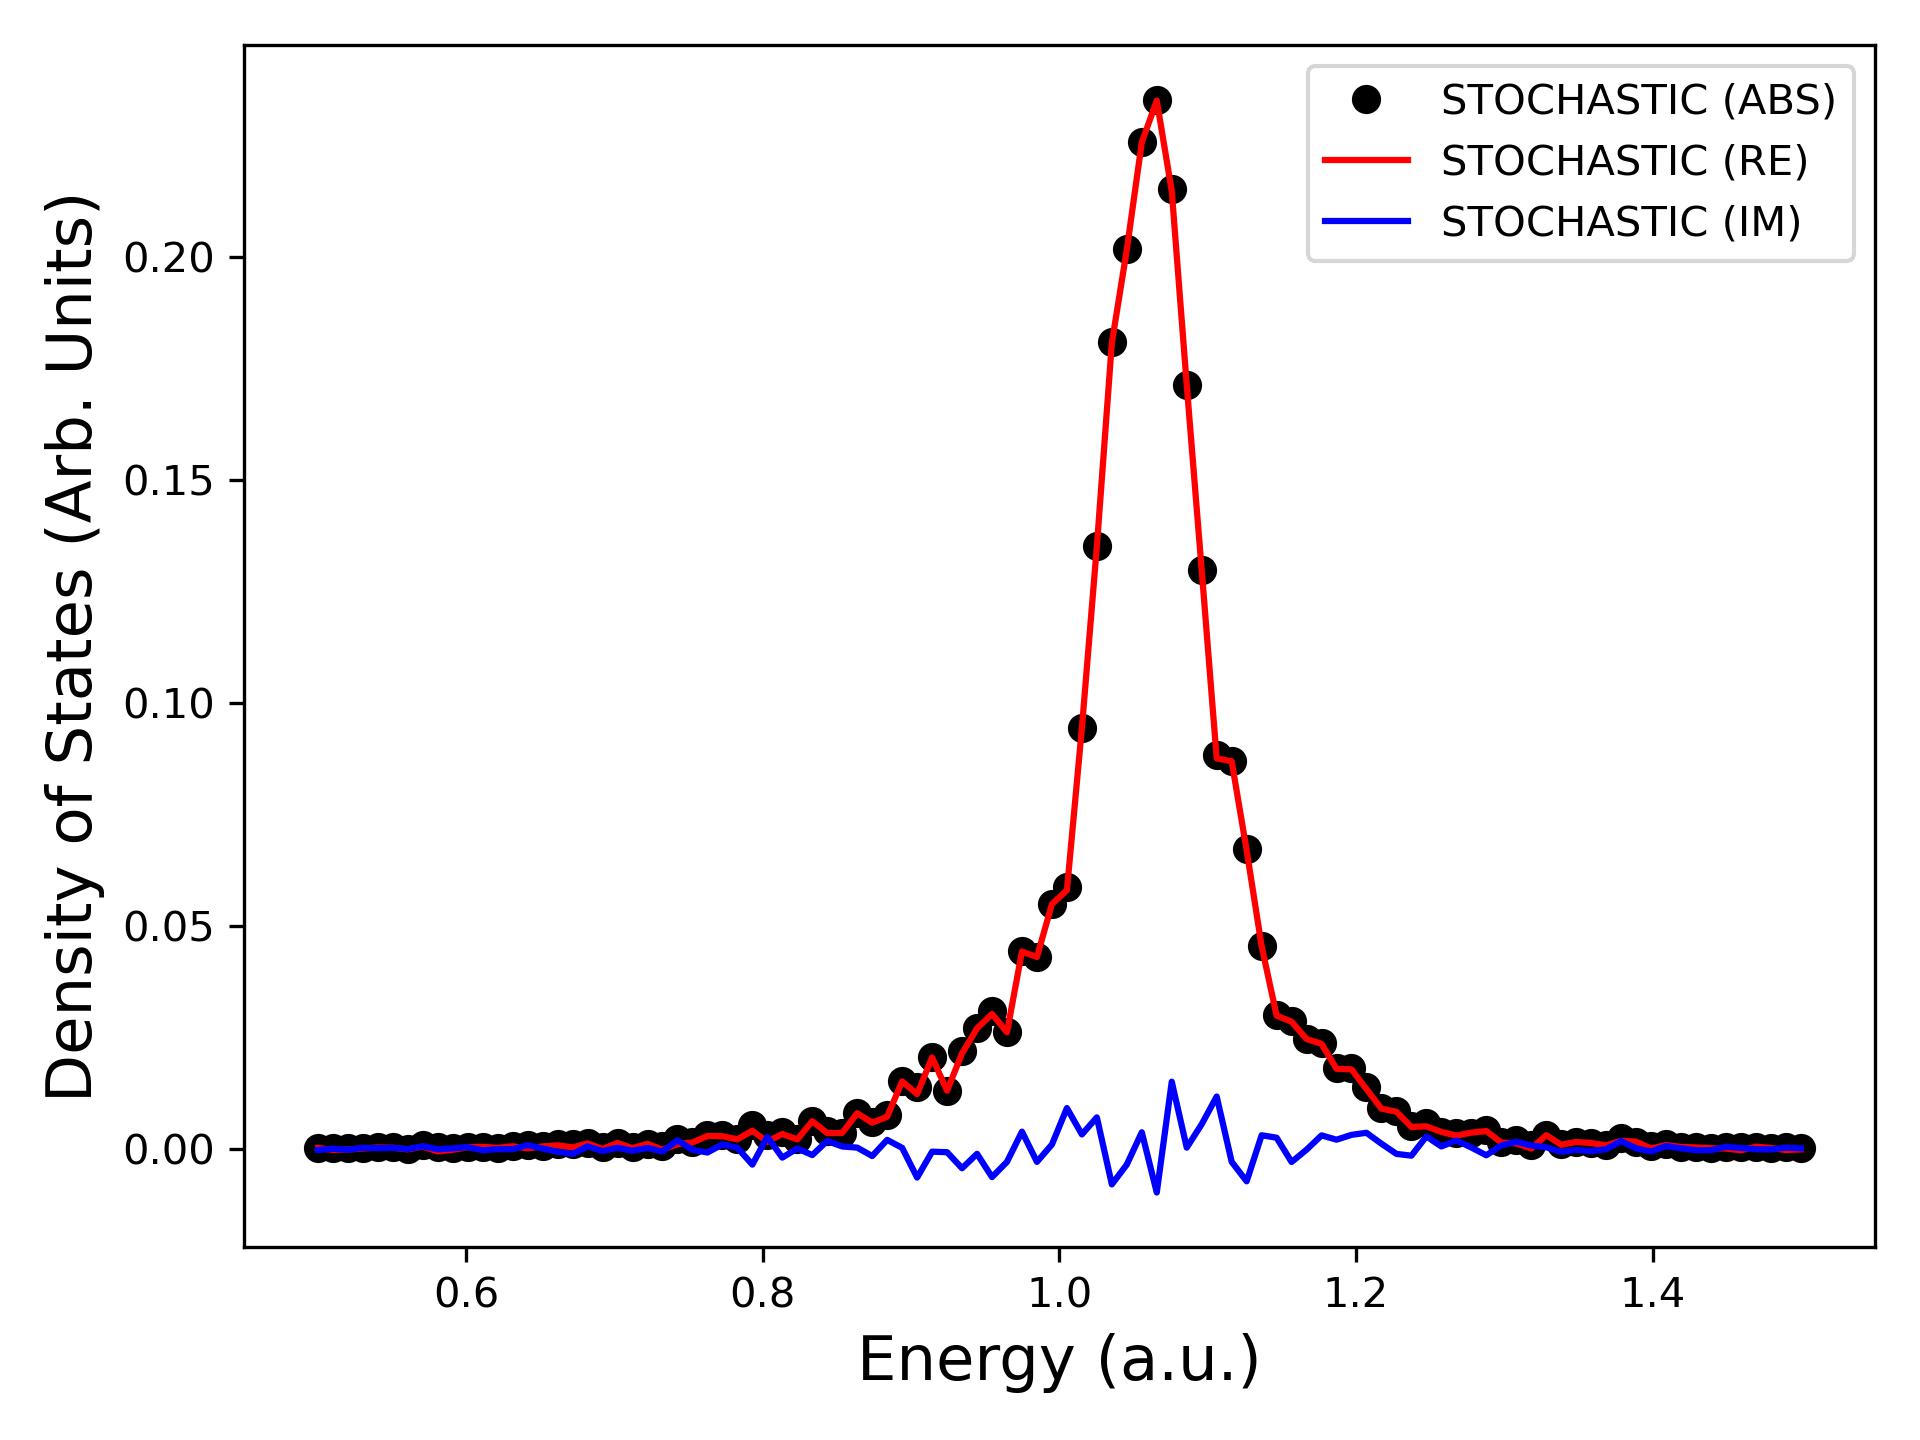 STOCHASTIC (ABS)
STOCHASTIC (RE)
STOCHASTIC (IM)
Density of States (Arb. Units)
0.20
0.15
0.10
0.05
0.00
0.6 0.8 1.0 1.2 1.4
Energy (a.u.)